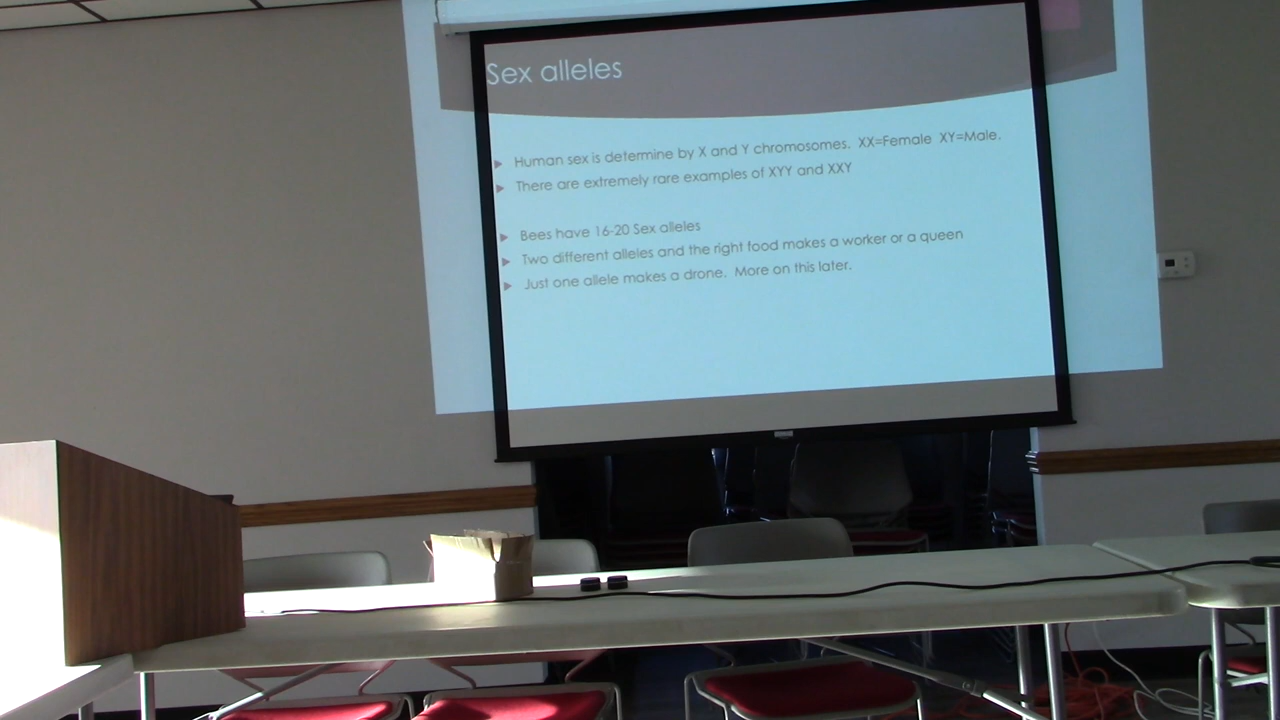 Sex alleles
Human sex is determine by X and Y chromosomes. XX=Female XY=Male.
There are extremely rare examples of XYY and XXY
Bees have 16-20 Sex alleles
Two different alleles and the right food makes a worker or a queen
Just one allele makes a drone. More on this later.